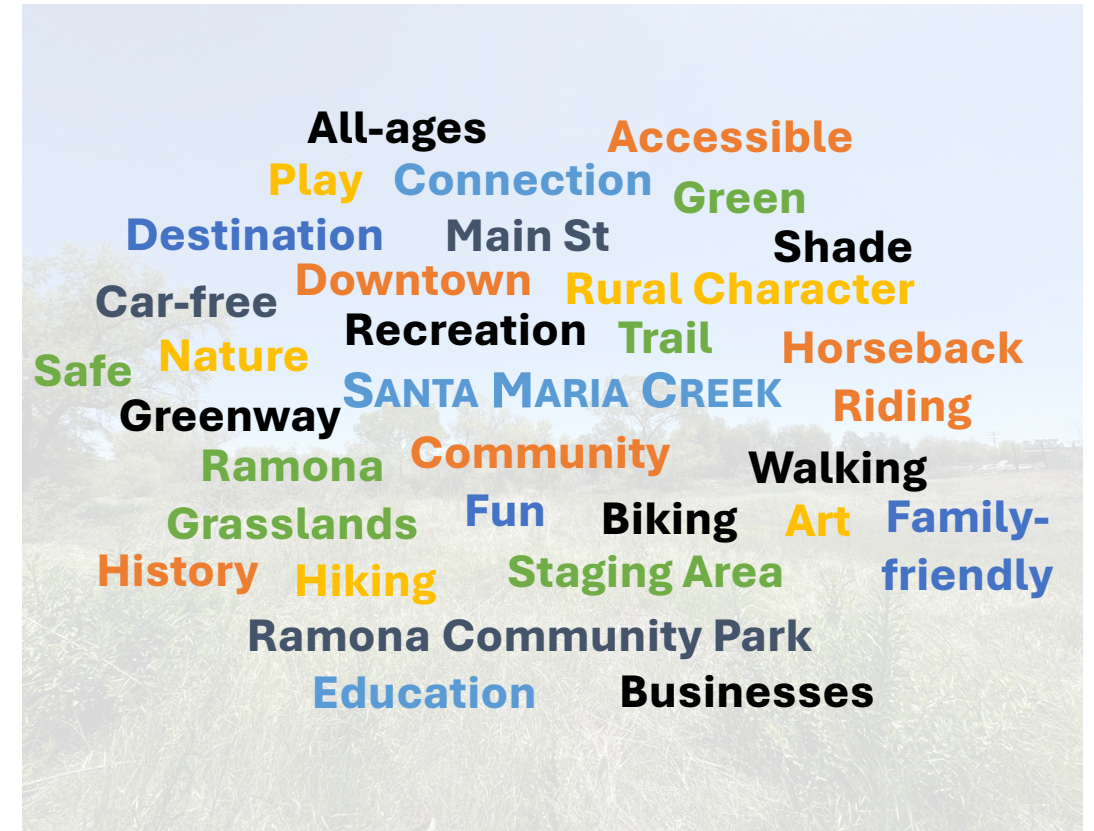 All-ages
Accessible
Play
Connection
Green
Destination
Main St
Shade
Downtown
Rural Character
Car-free
Recreation
Trail
Horseback
Riding
Safe
Nature
SANTA MARIA CREEK
Greenway
Ramona
Community
Walking
Grasslands
Fun
Biking
Art
Family-
friendly
History
Hiking
Staging Area
Ramona Community Park
Education
Businesses